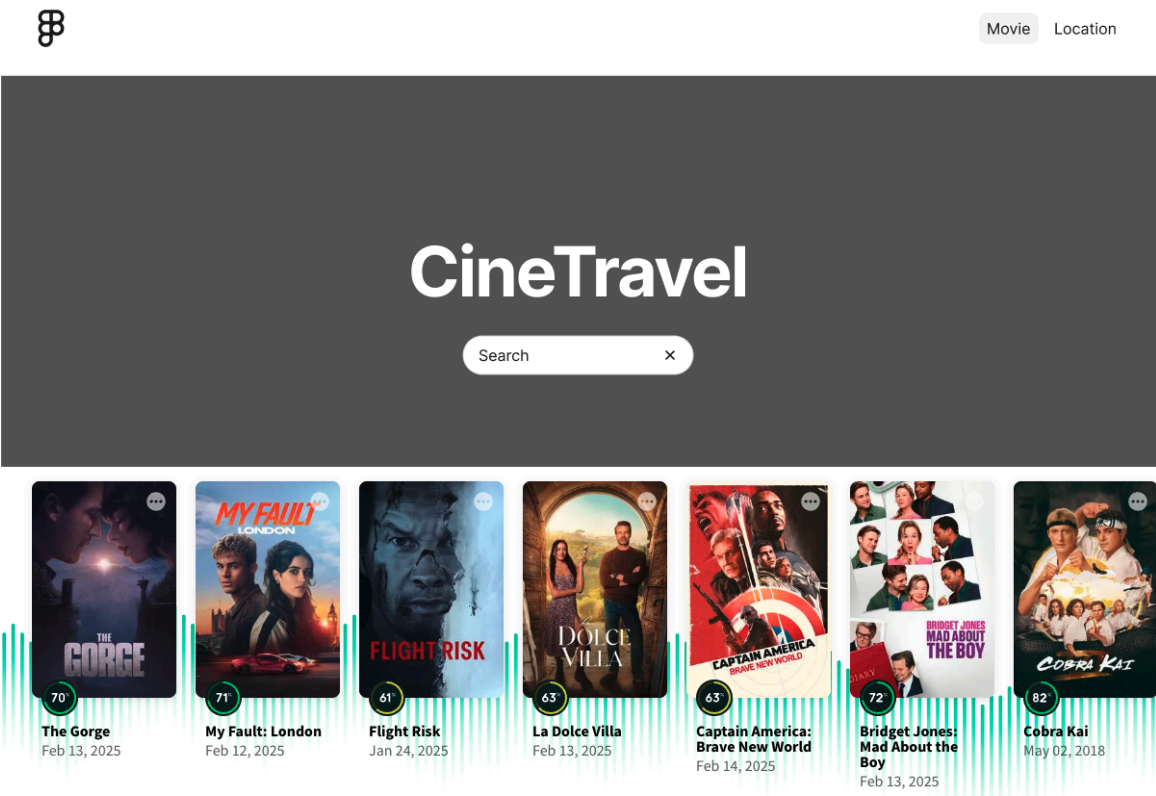 Movie Location
CineTravel
Search
THE
GORGE
MY FAULT
LONDON
FLIGHT RISK
La
DOLCE
VILLA
CAPTAIN AMERICA
BRAVE NEW WORLD
BRIDGET JONES
MAD ABOUT
THE BOY
DIARY
COBRA KAI
70%
71%
61%
63%
63%
72%
82%
The Gorge
Feb 13, 2025
My Fault: London
Feb 12, 2025
Flight Risk
Jan 24, 2025
La Dolce Villa
Feb 13, 2025
Captain America:
Brave New World
Feb 14, 2025
Bridget Jones:
Mad About the
Boy
Feb 13, 2025
Cobra Kai
May 02, 2018